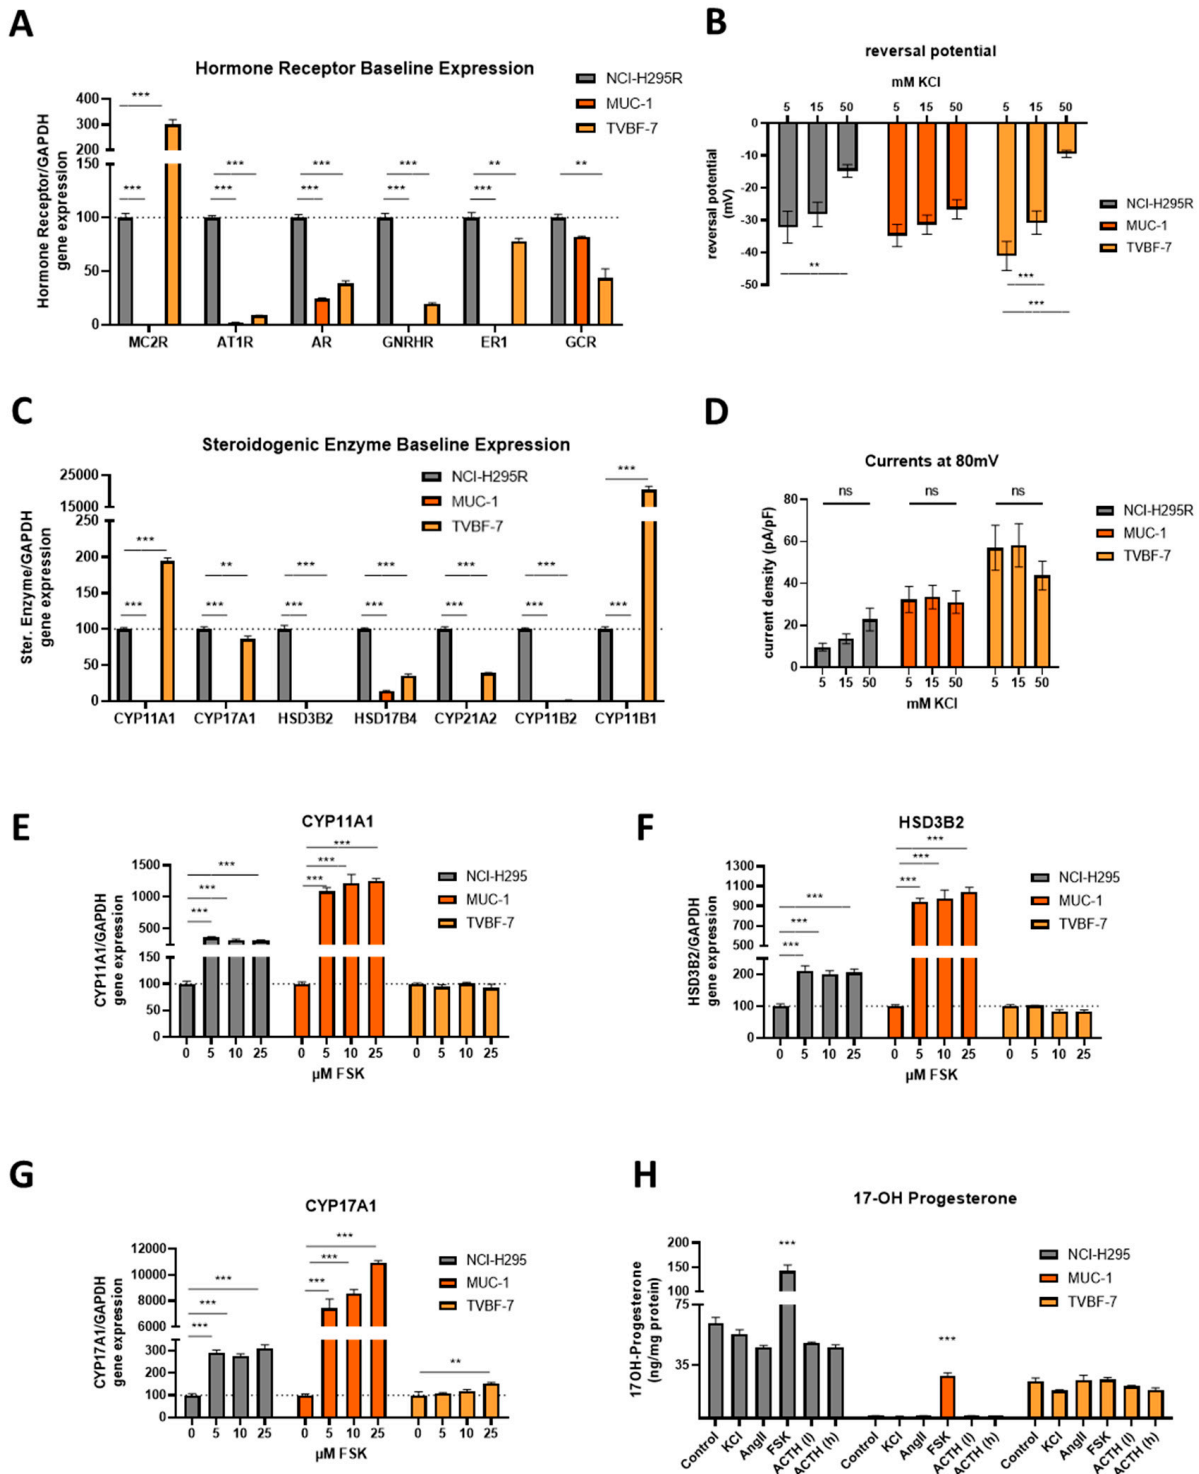 A
Hormone Receptor Baseline Expression
NCI-H295R
MUC-1
TVBF-7
Hormone Receptor/GAPDH
gene expression
400
300
200
150
100
50
0
*** *** *** *** ** **
*** *** *** *** ***
MC2R AT1R AR GNRHR ER1 GCR
B
reversal potential
mM KCl
5 15 50 5 15 50 5 15 50
reversal potential
(mV)
0
-10
-20
-30
-40
-50
**
***
***
NCI-H295R
MUC-1
TVBF-7
C
Steroidogenic Enzyme Baseline Expression
NCI-H295R
MUC-1
TVBF-7
Ster. Enzyme/GAPDH
gene expression
25000
15000
250
200
150
100
50
0
*** ** *** *** *** *** ***
*** *** *** *** *** ***
CYP11A1 CYP17A1 HSD3B2 HSD17B4 CYP21A2 CYP11B2 CYP11B1
D
Currents at 80mV
current density (pA/pF)
80
60
40
20
0
ns ns ns
5 15 50 5 15 50 5 15 50
mM KCl
NCI-H295R
MUC-1
TVBF-7
E
CYP11A1
CYP11A1/GAPDH
gene expression
1500
1000
500
150
100
50
0
***
***
***
***
***
***
0 5 10 25 0 5 10 25 0 5 10 25
µM FSK
NCI-H295
MUC-1
TVBF-7
F
HSD3B2
HSD3B2/GAPDH
gene expression
1300
1100
900
700
500
200
100
0
***
***
***
***
***
***
0 5 10 25 0 5 10 25 0 5 10 25
µM FSK
NCI-H295
MUC-1
TVBF-7
G
CYP17A1
CYP17A1/GAPDH
gene expression
12000
10000
8000
6000
300
200
100
0
***
***
***
***
***
***
**
0 5 10 25 0 5 10 25 0 5 10 25
µM FSK
NCI-H295
MUC-1
TVBF-7
H
17-OH Progesterone
17OH-Progesterone
(ng/mg protein)
200
150
100
75
35
***
***
NCI-H295
MUC-1
TVBF-7
Control KCl AngII FSK ACTH (l) ACTH (h) Control KCl AngII FSK ACTH (l) ACTH (h) Control KCl AngII FSK ACTH (l) ACTH (h)